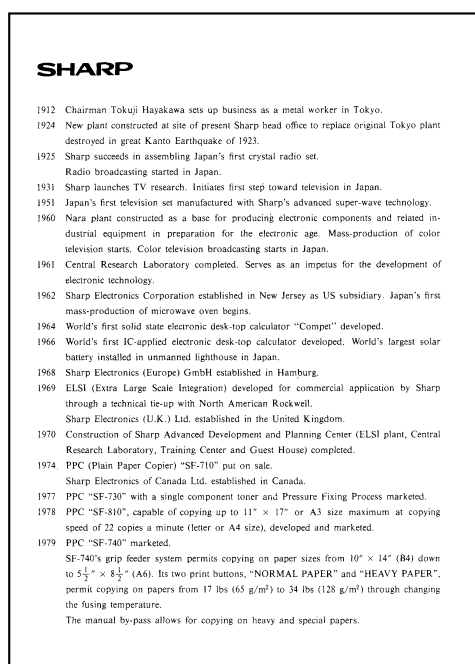 SHARP
1912 Chairman Tokuji Hayakawa sets up business as a metal worker in Tokyo.
1924 New plant constructed at site of present Sharp head office to replace original Tokyo plant
destroyed in great Kanto Earthquake of 1923.
1925 Sharp succeeds in assembling Japan's first crystal radio set.
Radio broadcasting started in Japan.
1931 Sharp launches TV research. Initiates first step toward television in Japan.
1951 Japan's first television set manufactured with Sharp's advanced super-wave technology.
1960 Nara plant constructed as a base for producing electronic components and related in-
dustrial equipment in preparation for the electronic age. Mass-production of color
television starts. Color television broadcasting starts in Japan.
1961 Central Research Laboratory completed. Serves as an impetus for the development of
electronic technology.
1962 Sharp Electronics Corporation established in New Jersey as US subsidiary. Japan's first
mass-production of microwave oven begins.
1964 World's first solid state electronic desk-top calculator "Compet" developed.
1966 World's first IC-applied electronic desk-top calculator developed. World's largest solar
battery installed in unmanned lighthouse in Japan.
1968 Sharp Electronics (Europe) GmbH established in Hamburg.
1969 ELSI (Extra Large Scale Integration) developed for commercial application by Sharp
through a technical tie-up with North American Rockwell.
Sharp Electronics (U.K.) Ltd. established in the United Kingdom.
1970 Construction of Sharp Advanced Development and Planning Center (ELSI plant, Central
Research Laboratory, Training Center and Guest House) completed.
1974 PPC (Plain Paper Copier) "SF-710" put on sale.
Sharp Electronics of Canada Ltd. established in Canada.
1977 PPC "SF-730" with a single component toner and Pressure Fixing Process marketed.
1978 PPC "SF-810", capable of copying up to 11" × 17" or A3 size maximum at copying
speed of 22 copies a minute (letter or A4 size), developed and marketed.
1979 PPC "SF-740" marketed.
SF-740's grip feeder system permits copying on paper sizes from 10" × 14" (B4) down
to 5 1/2" × 8 1/2" (A6). Its two print buttons, "NORMAL PAPER" and "HEAVY PAPER",
permit copying on papers from 17 lbs (65 g/m²) to 34 lbs (128 g/m²) through changing
the fusing temperature.
The manual by-pass allows for copying on heavy and special papers.